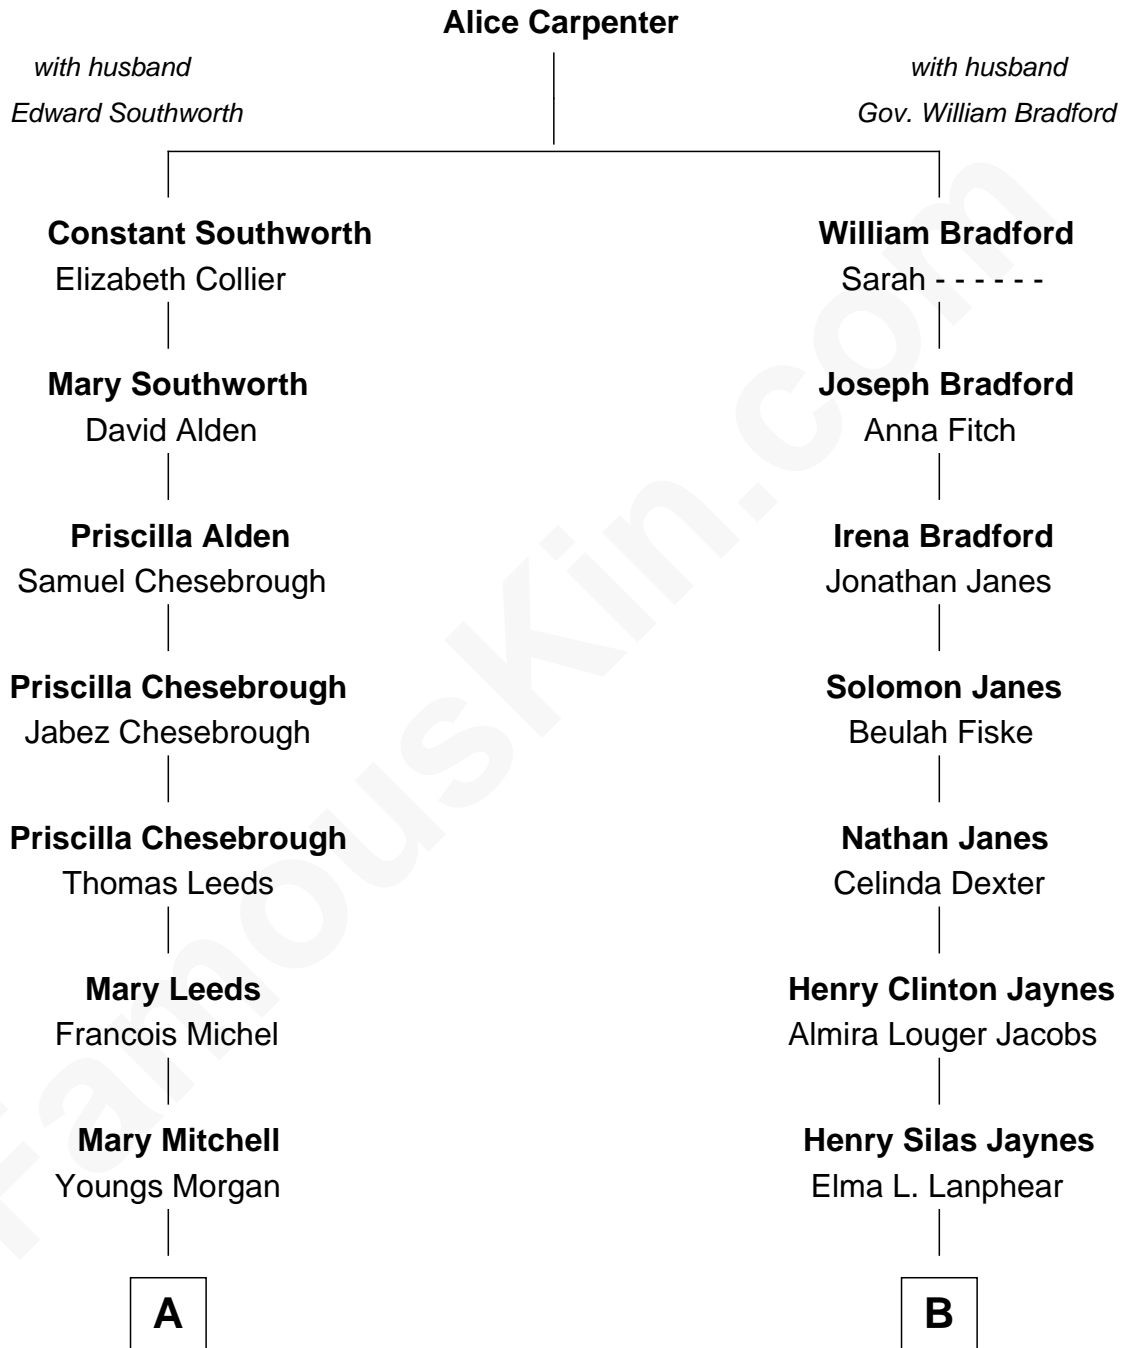 Alice Carpenter
with husband
Edward Southworth
with husband
Gov. William Bradford
Constant Southworth
Elizabeth Collier
William Bradford
Sarah - - - - - -
Mary Southworth
David Alden
Joseph Bradford
Anna Fitch
Priscilla Alden
Samuel Chesebrough
Irena Bradford
Jonathan Janes
Priscilla Chesebrough
Jabez Chesebrough
Solomon Janes
Beulah Fiske
Priscilla Chesebrough
Thomas Leeds
Nathan Janes
Celinda Dexter
Mary Leeds
Francois Michel
Henry Clinton Jaynes
Almira Louger Jacobs
Mary Mitchell
Youngs Morgan
Henry Silas Jaynes
Elma L. Lanphear
A
B
FamousKin.com